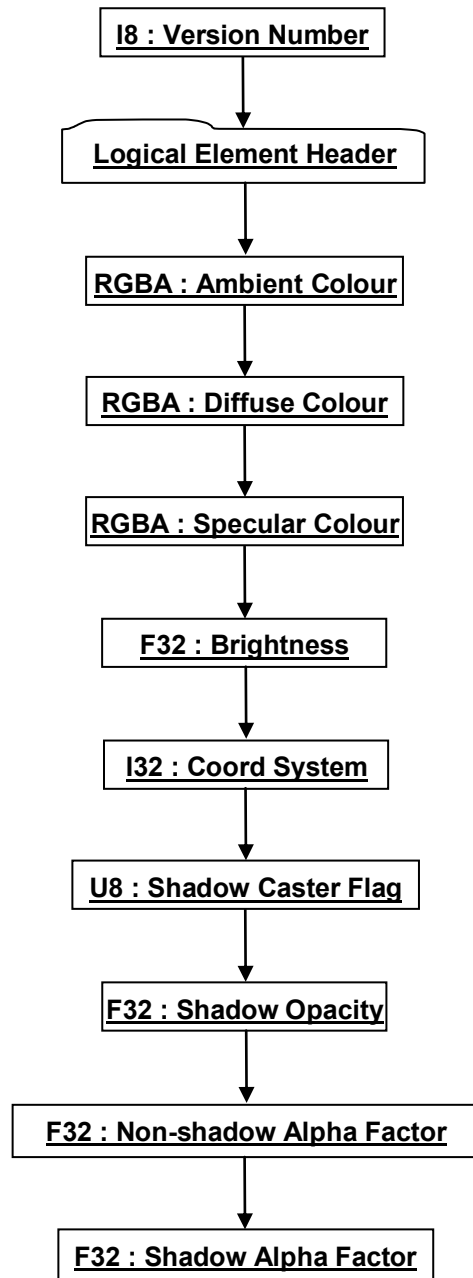 I8 : Version Number
Logical Element Header
RGBA : Ambient Colour
RGBA : Diffuse Colour
RGBA : Specular Colour
F32 : Brightness
I32 : Coord System
U8 : Shadow Caster Flag
F32 : Shadow Opacity
F32 : Non-shadow Alpha Factor
F32 : Shadow Alpha Factor